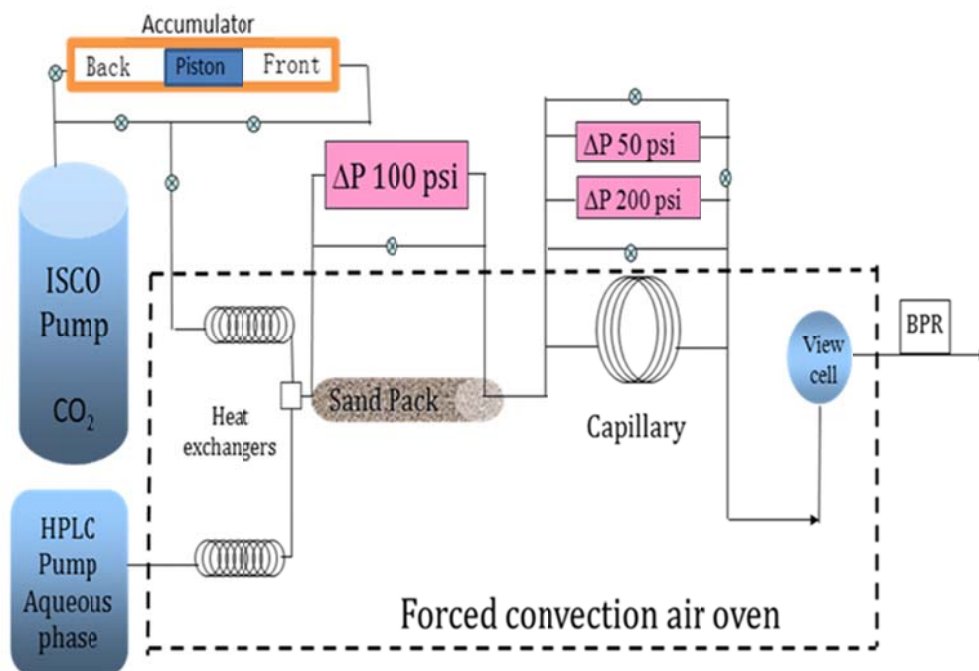 Accumulator
Back
Piston
Front
ΔP 100 psi
ΔP 50 psi
ΔP 200 psi
ISCO
Pump
CO₂
Heat
exchangers
Sand Pack
Capillary
View
cell
BPR
HPLC
Pump
Aqueous
phase
Forced convection air oven